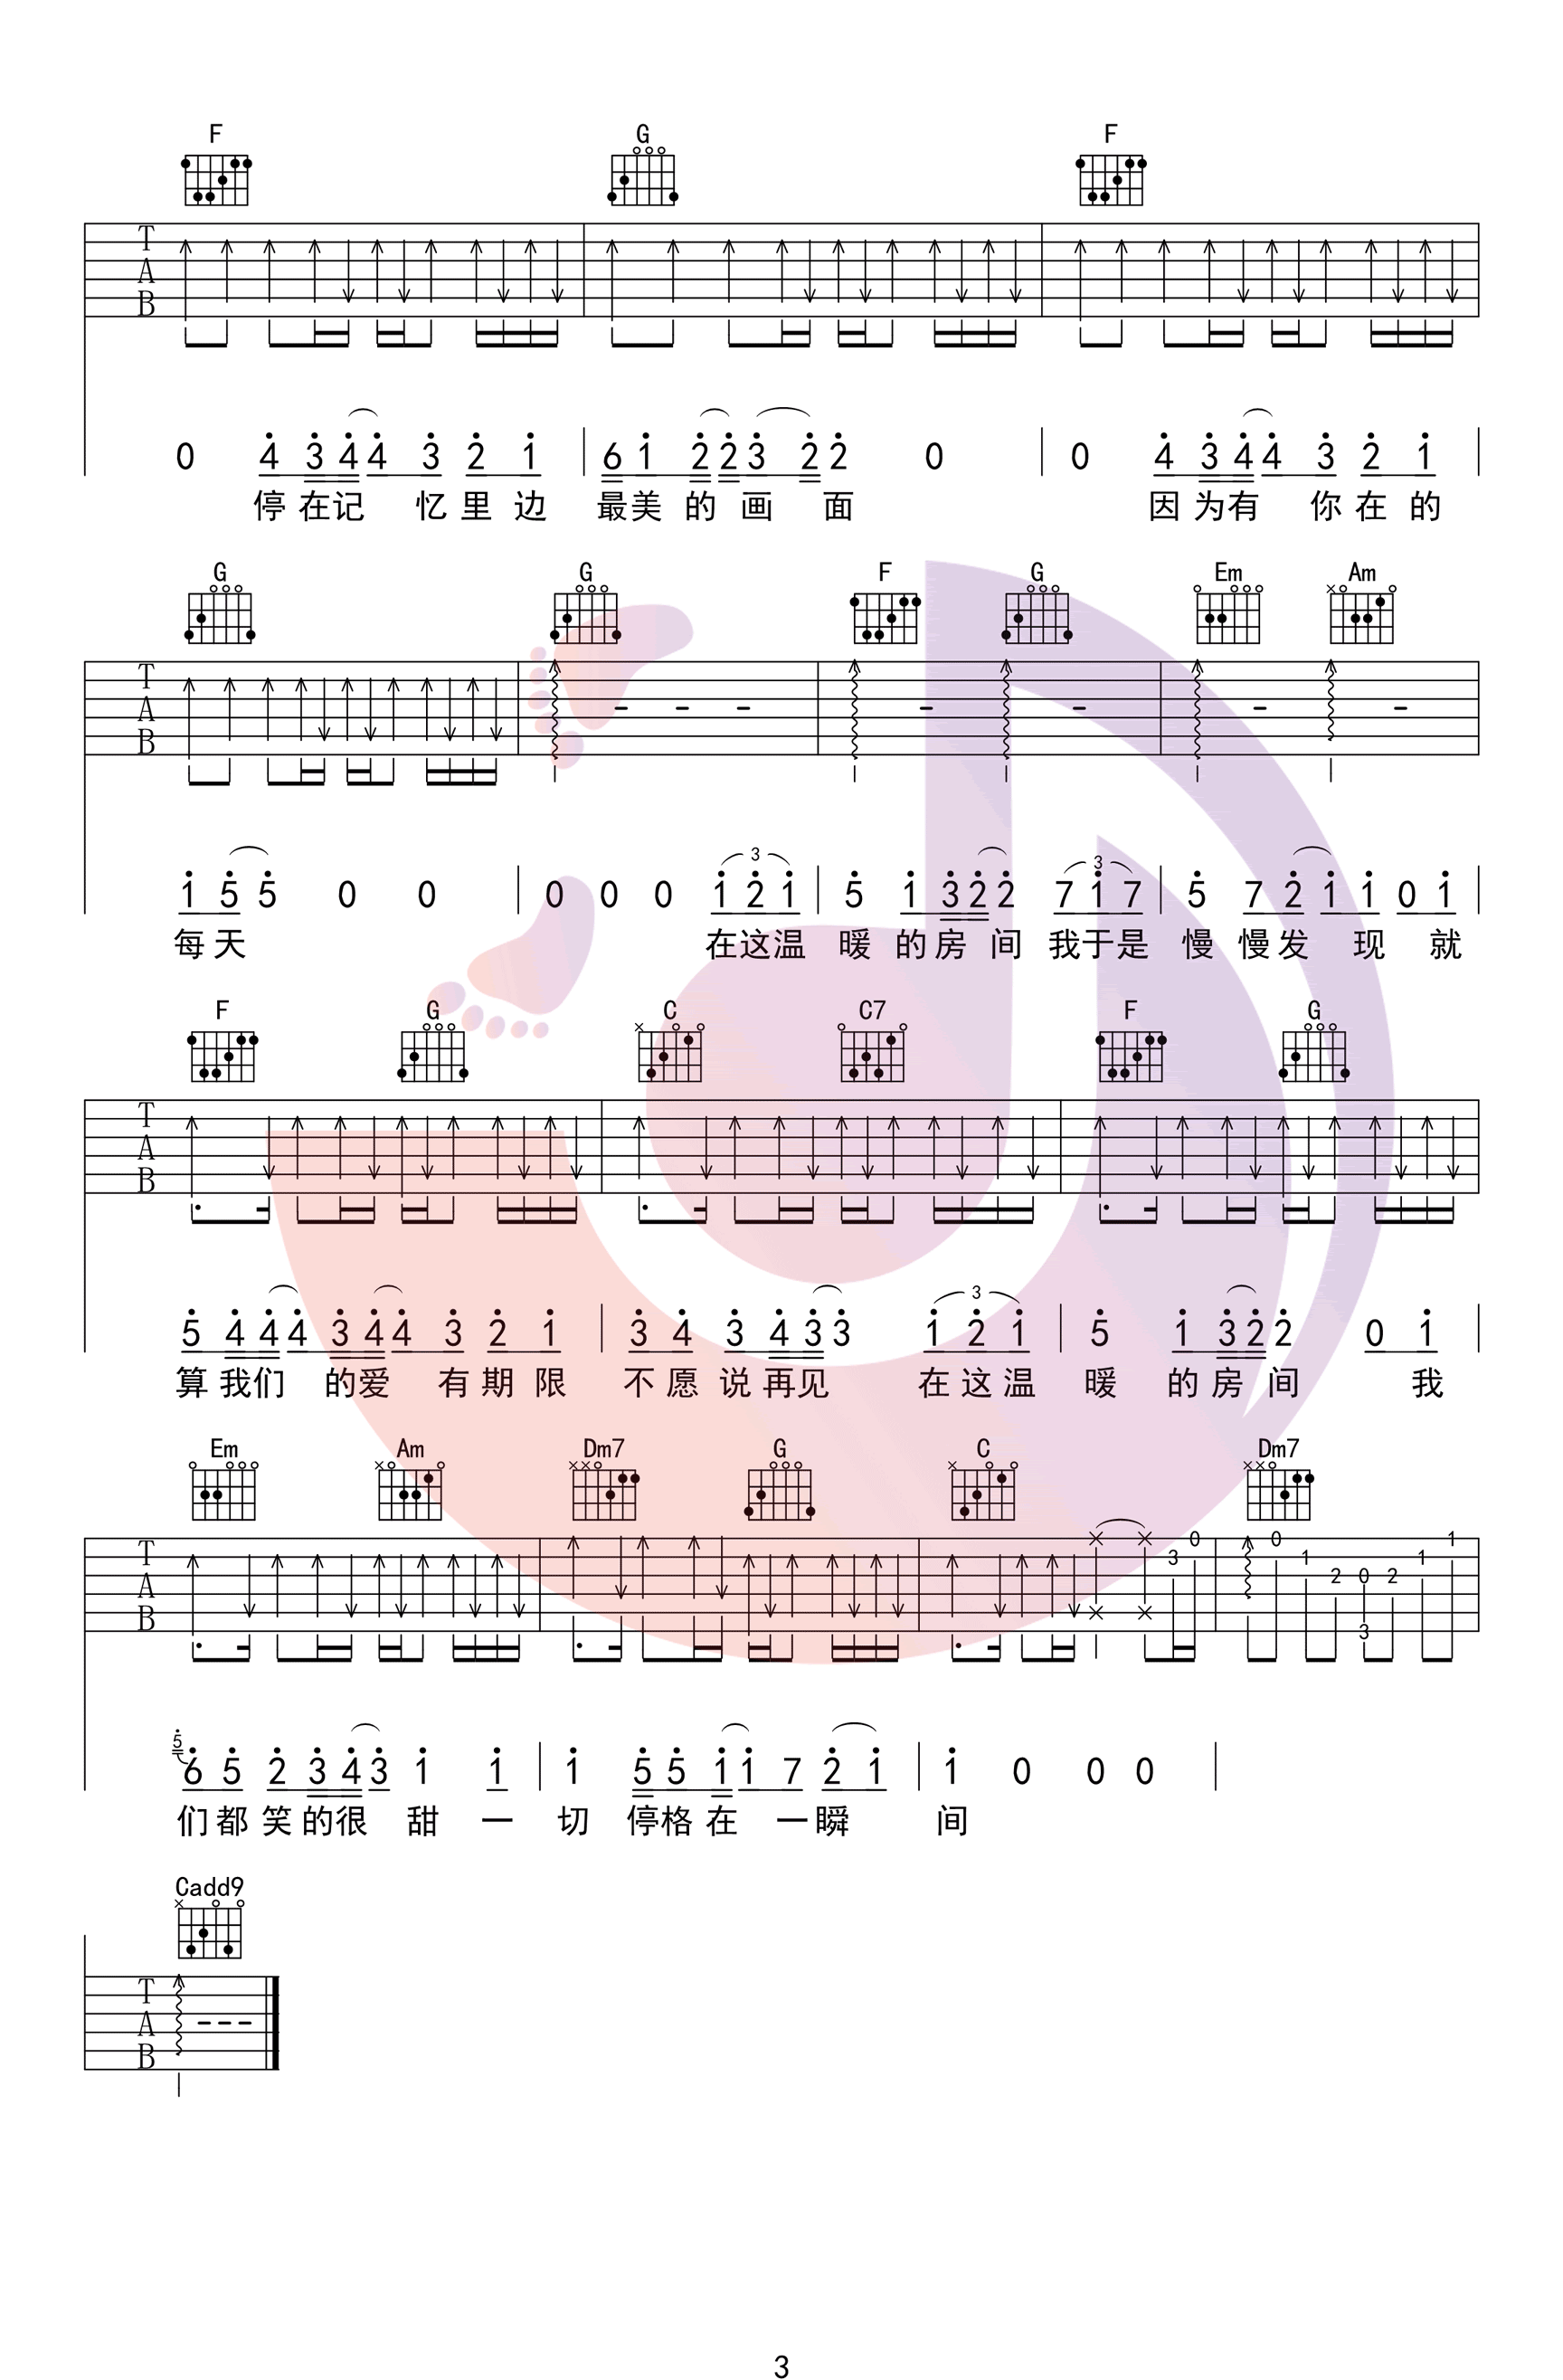 F G F
T
A
B
0 4 3 4 4 3 2 1 6 1 2 2 3 2 2 0 0 4 3 4 4 3 2 1
停 在 记 忆 里 边 最 美 的 画 面 因 为 有 你 在 的
G G F G Em Am
T
A
B
3 3
1 5 5 0 0 0 0 0 1 2 1 5 1 3 2 2 7 1 7 5 7 2 1 1 0 1
每 天 在 这 温 暖 的 房 间 我 于 是 慢 慢 发 现 就
F G C C7 F G
T
A
B
3
5 4 4 4 3 4 4 3 2 1 3 4 3 4 3 3 1 2 1 5 1 3 2 2 0 1
算 我 们 的 爱 有 期 限 不 愿 说 再 见 在 这 温 暖 的 房 间 我
Em Am Dm7 G C Dm7
T
A
B
3 0 0 1 2 0 3 2 1 1
5 6 5 2 3 4 3 1 1 1 5 5 1 1 7 2 1 1 0 0 0
们 都 笑 的 很 甜 一 切 停 格 在 一 瞬 间
Cadd9
T
A
B
3